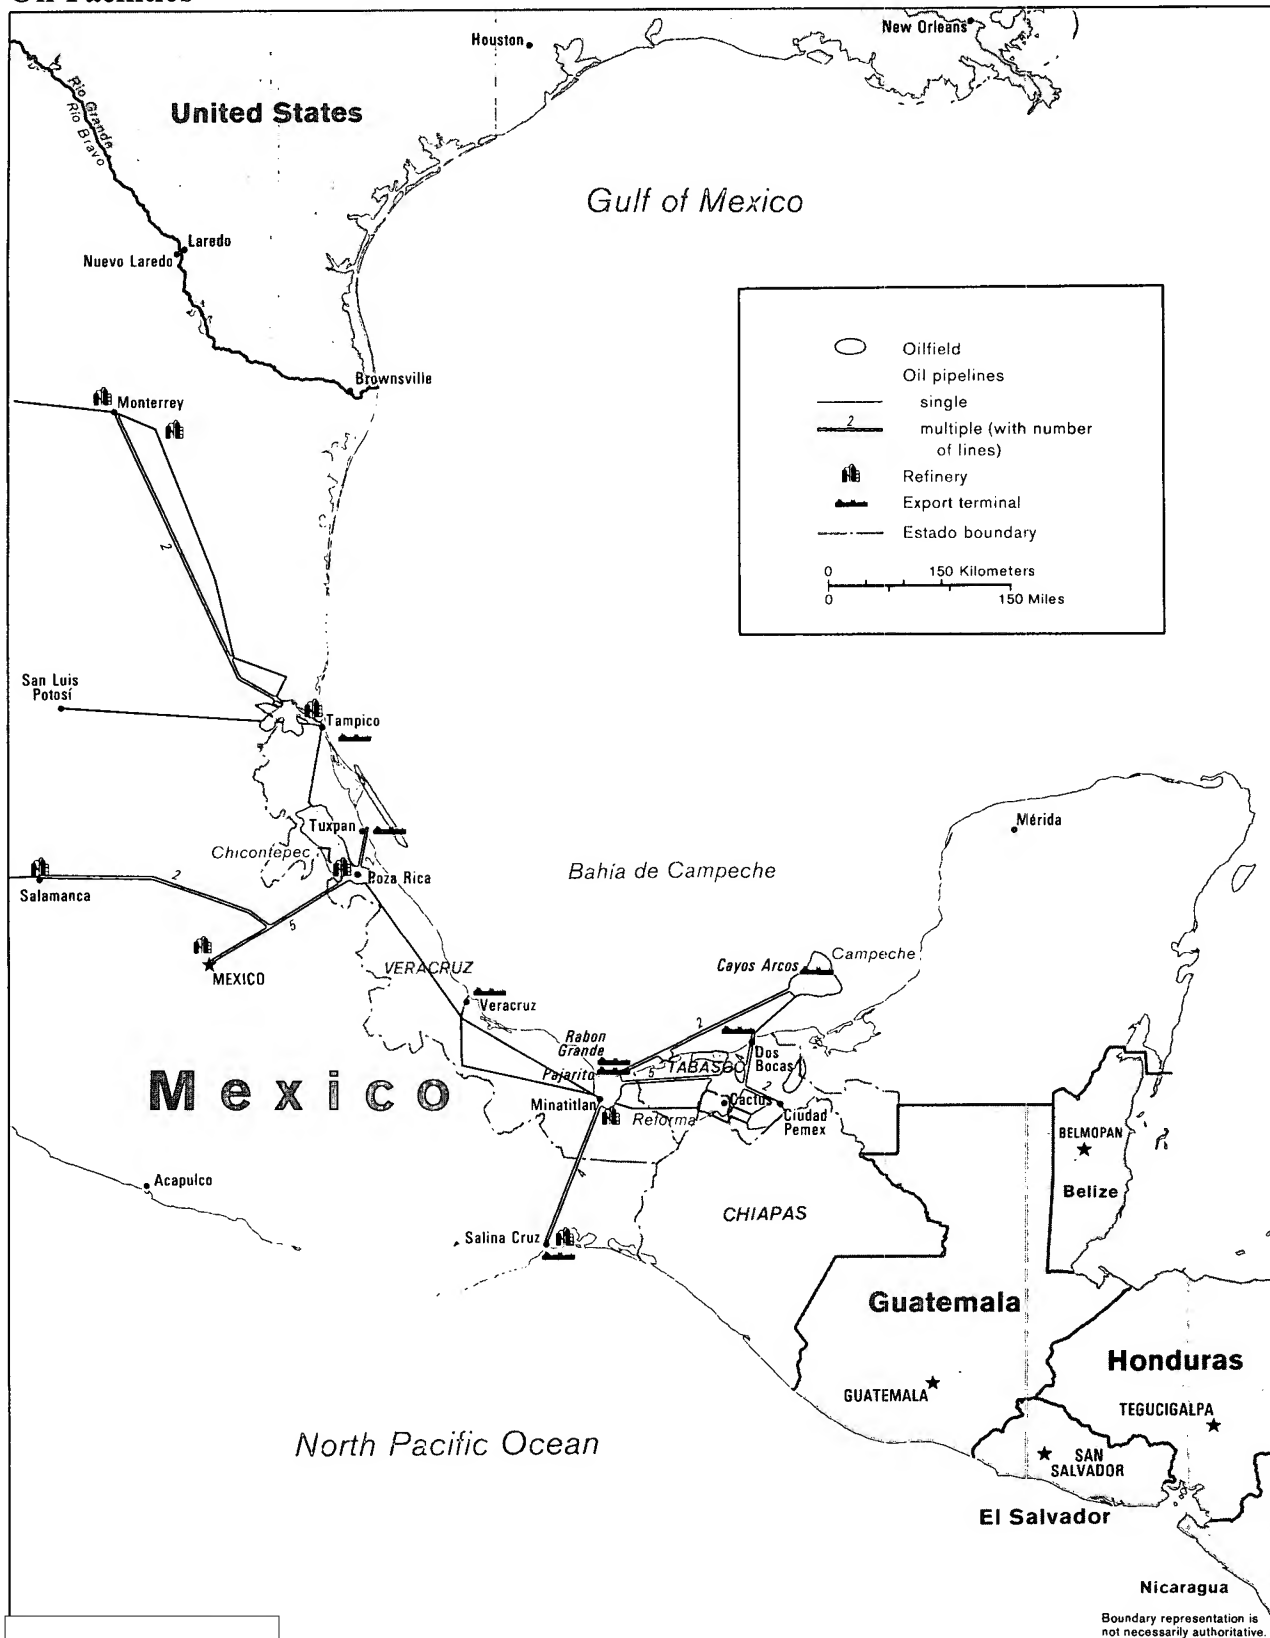 Oil Facilities
New Orleans
Houston
Rio Grande
Rio Bravo
United States
Gulf of Mexico
Laredo
Nuevo Laredo
Oilfield
Oil pipelines
single
2
multiple (with number
of lines)
Refinery
Export terminal
Estado boundary
0
150 Kilometers
0
150 Miles
Brownsville
Monterrey
2
San Luis
Potosí
Tampico
Tuxpan
Mérida
Chicontepec
Bahía de Campeche
Poza Rica
Salamanca
2
5
MEXICO
VERACRUZ
Veracruz
Cayos Arcos
Campeche
2
Rabon
Grande
Dos
Bocas
Pajarito
5
TABASCO
2
Mexico
Minatitlan
Cactus
Reforma
Ciudad
Pemex
BELMOPAN
Belize
Acapulco
CHIAPAS
Salina Cruz
Guatemala
Honduras
GUATEMALA
TEGUCIGALPA
North Pacific Ocean
SAN
SALVADOR
El Salvador
Nicaragua
Boundary representation is
not necessarily authoritative.